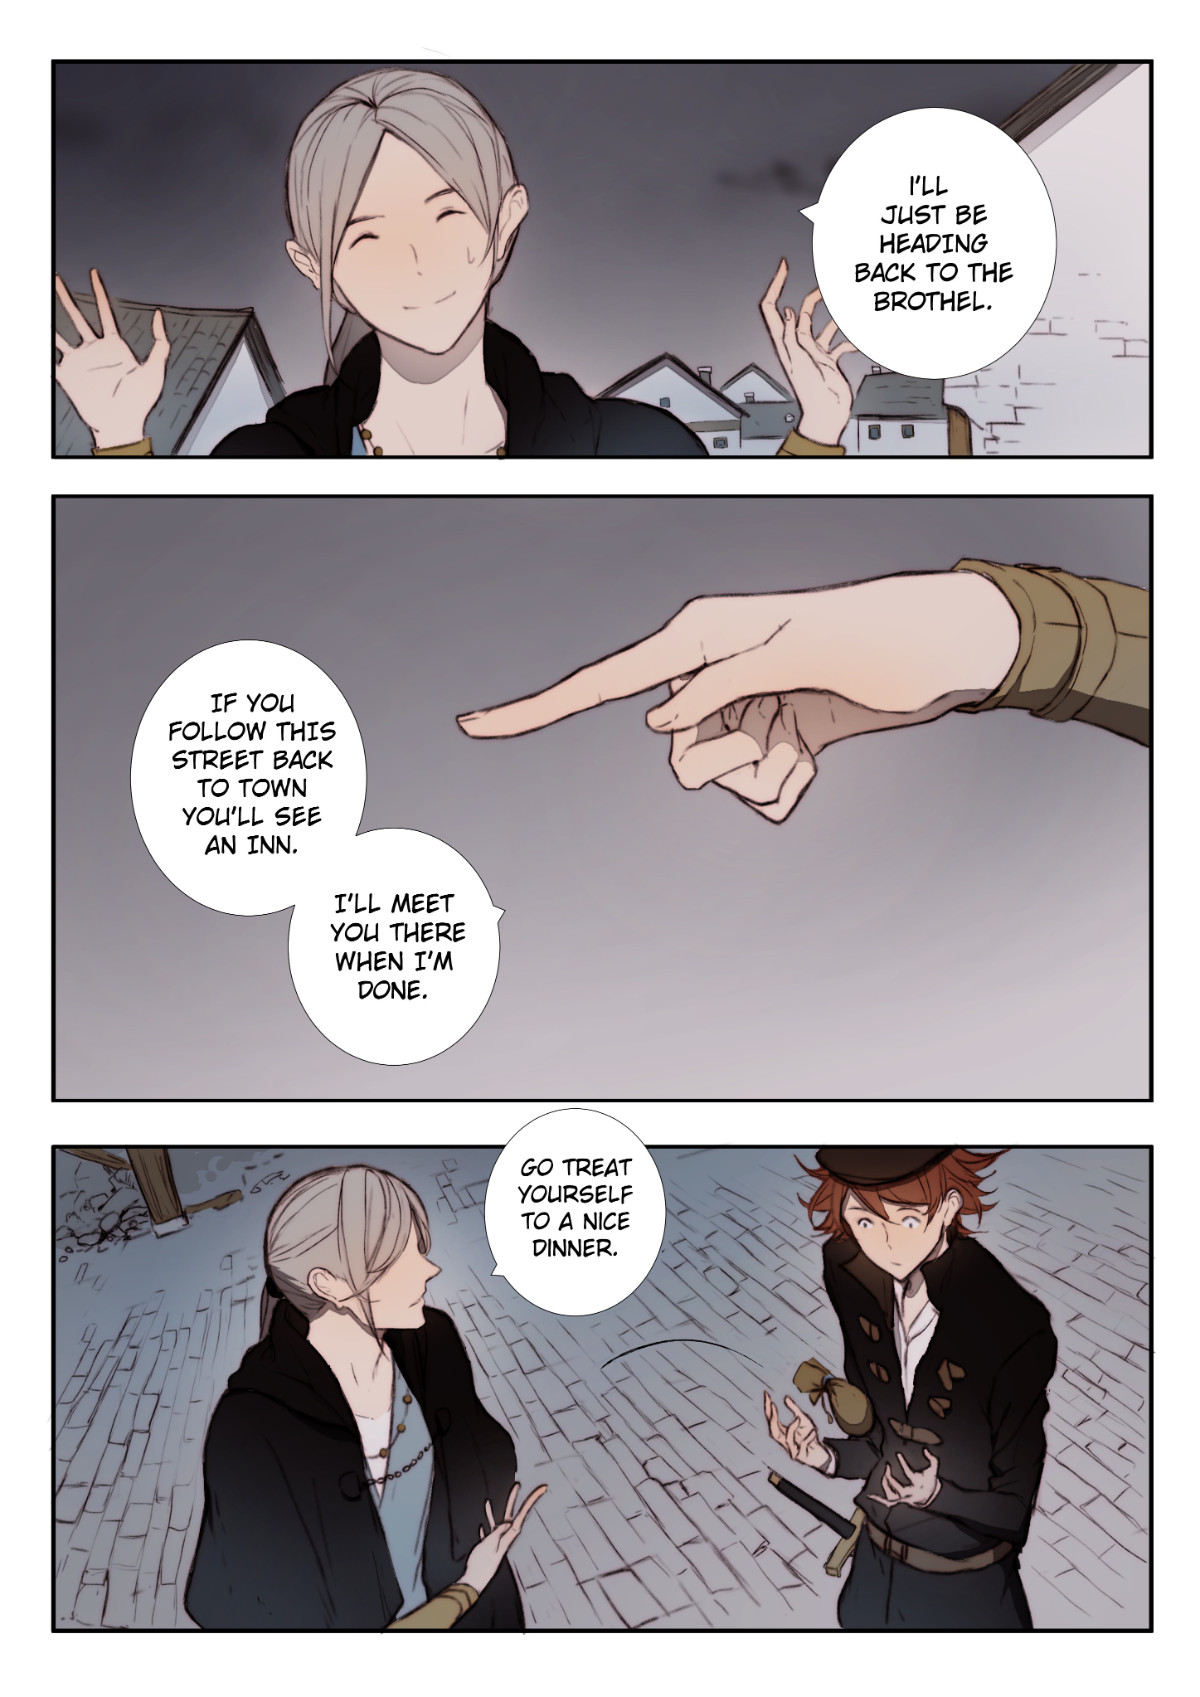 I'LL
JUST BE
HEADING
BACK TO THE
BROTHEL.
IF YOU
FOLLOW THIS
STREET BACK
TO TOWN
YOU'LL SEE
AN INN.
I'LL MEET
YOU THERE
WHEN I'M
DONE.
GO TREAT
YOURSELF
TO A NICE
DINNER.